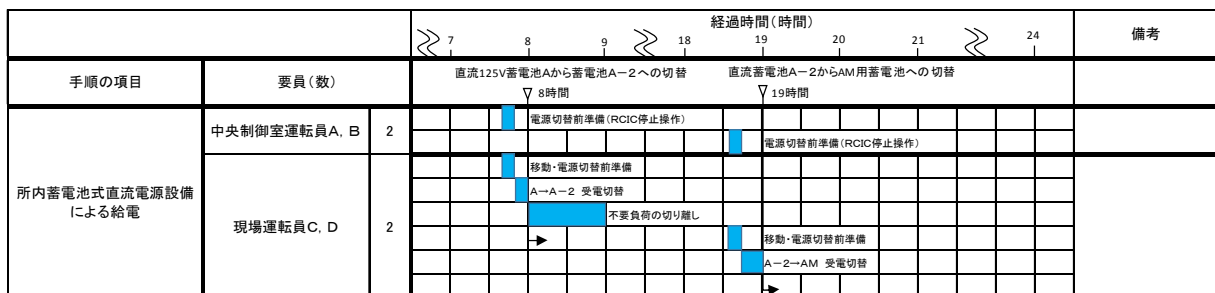 経過時間(時間)
備考
7 8 9 18 19 20 21 24
手順の項目
要員(数)
直流125V蓄電池Aから蓄電池A-2への切替
直流蓄電池A-2からAM用蓄電池への切替
8時間
19時間
所内蓄電池式直流電源設備
による給電
中央制御室運転員A,B
2
電源切替前準備(RCIC停止操作)
電源切替前準備(RCIC停止操作)
現場運転員C,D
2
移動・電源切替前準備
A→A-2 受電切替
不要負荷の切り離し
移動・電源切替前準備
A-2→AM 受電切替